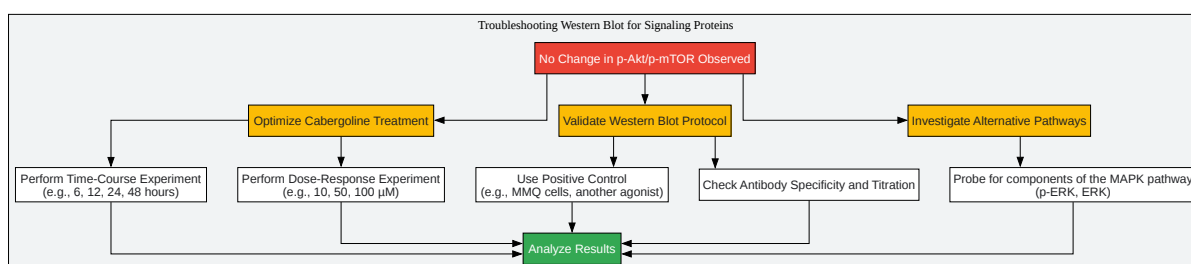 Troubleshooting Western Blot for Signaling Proteins
No Change in p-Akt/p-mTOR Observed
Optimize Cabergoline Treatment
Validate Western Blot Protocol
Investigate Alternative Pathways
Perform Time-Course Experiment
(e.g., 6, 12, 24, 48 hours)
Perform Dose-Response Experiment
(e.g., 10, 50, 100 µM)
Use Positive Control
(e.g., MMQ cells, another agonist)
Check Antibody Specificity and Titration
Probe for components of the MAPK pathway
(p-ERK, ERK)
Analyze Results